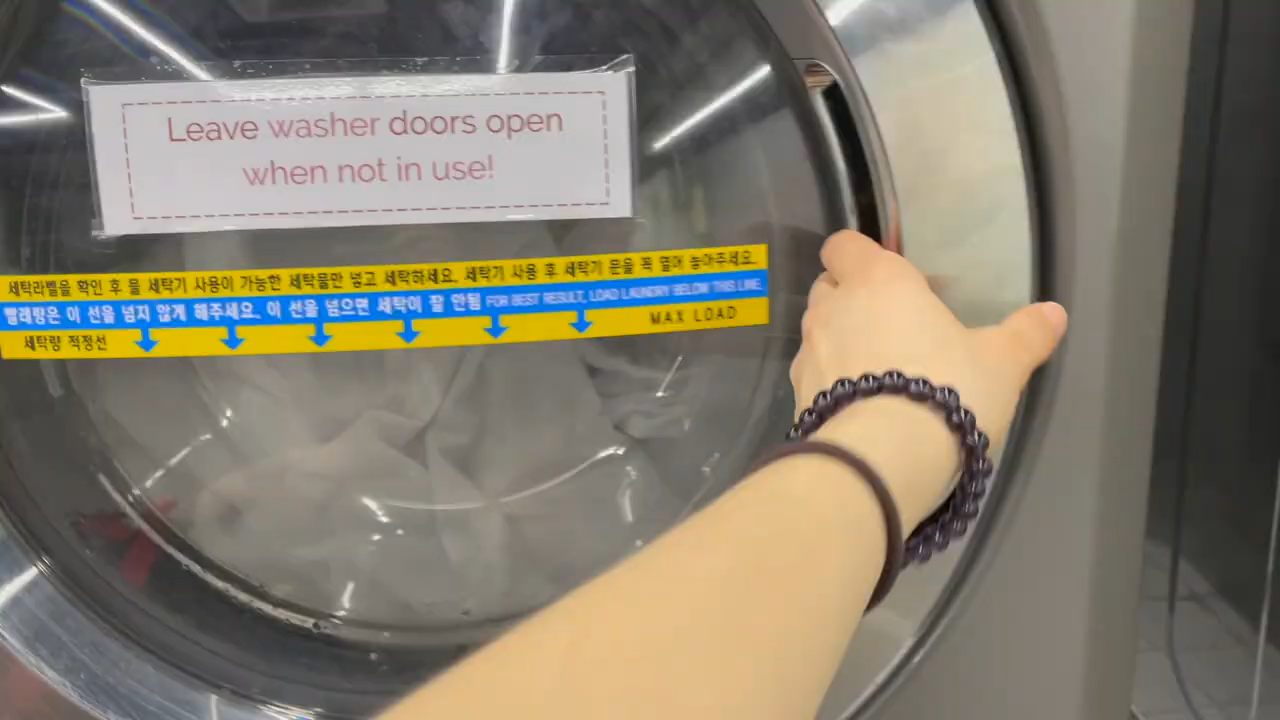 Leave washer doors open
when not in use!
세탁라벨을 확인 후 물 세탁기 사용이 가능한 세탁물만 넣고 세탁하세요. 세탁기 사용 후 세탁기 문을 꼭 열어 놓아주세요.
빨래량은 이 선을 넘지 않게 해주세요. 이 선을 넘으면 세탁이 잘 안됨 FOR BEST RESULT, LOAD LAUNDRY BELOW THIS LINE.
세탁량 적정선 MAX LOAD